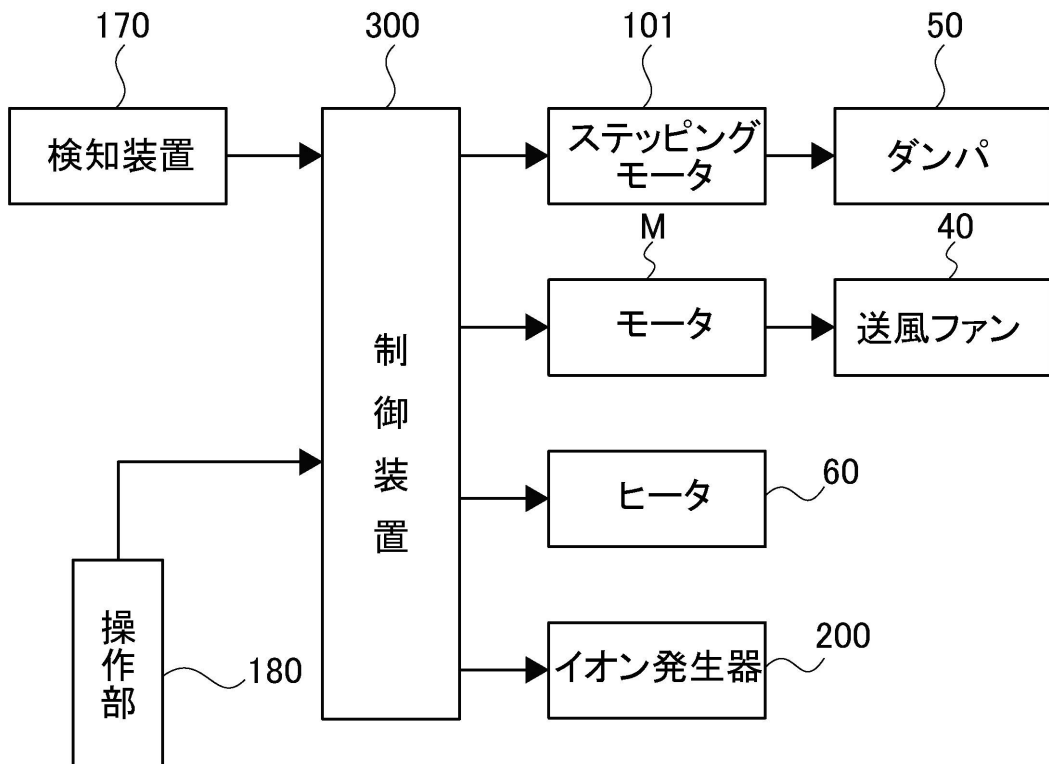 170
300
101
50
検知装置
ステッピング
モータ
ダンパ
M
40
モータ
送風ファン
制御装置
ヒータ
60
操作部
180
イオン発生器
200